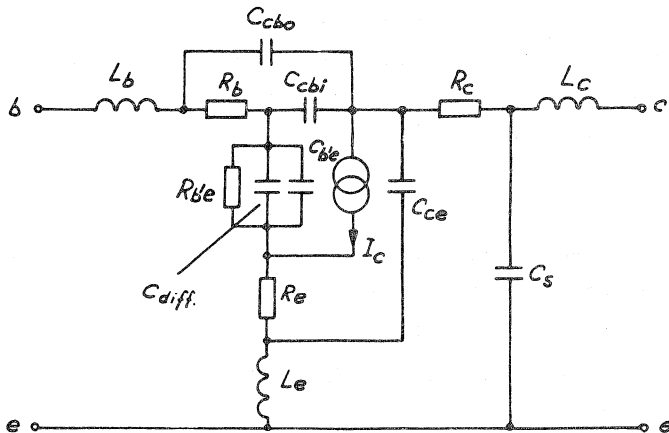 C_cbo
L_b
R_b
C_cbi
R_c
L_c
b
c
C_b'e
R_b'e
C_ce
I_c
C_diff.
R_e
C_s
L_e
e
e